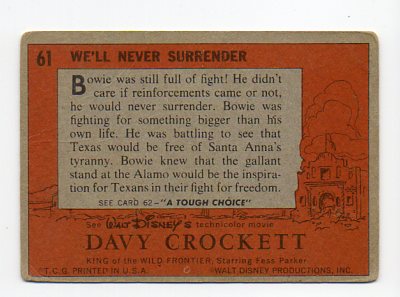 61 WE'LL NEVER SURRENDER
Bowie was still full of fight! He didn't
care if reinforcements came or not,
he would never surrender. Bowie was
fighting for something bigger than his
own life. He was battling to see that
Texas would be free of Santa Anna's
tyranny. Bowie knew that the gallant
stand at the Alamo would be the inspira-
tion for Texans in their fight for freedom.
SEE CARD 62—"A TOUGH CHOICE"
See WALT DISNEY'S technicolor movie
DAVY CROCKETT
KING of the WILD FRONTIER, Starring Fess Parker
©T.C.G. PRINTED IN U.S.A. ©WALT DISNEY PRODUCTIONS, INC.